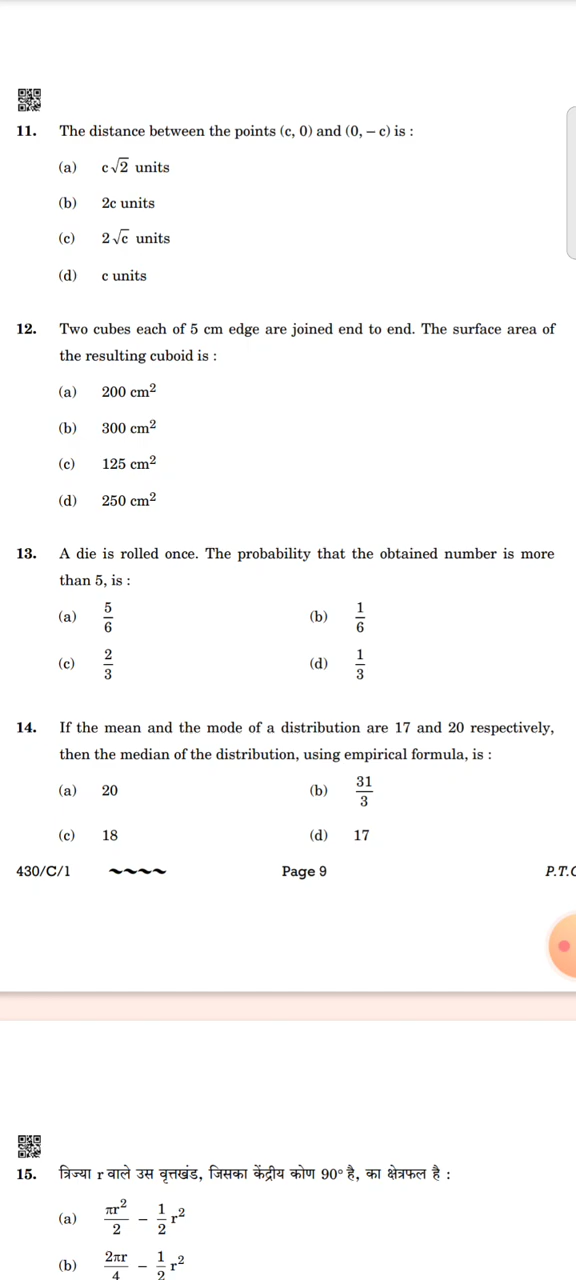 11. The distance between the points (c, 0) and (0, – c) is :
(a) c√2 units
(b) 2c units
(c) 2√c units
(d) c units
12. Two cubes each of 5 cm edge are joined end to end. The surface area of
the resulting cuboid is :
(a) 200 cm²
(b) 300 cm²
(c) 125 cm²
(d) 250 cm²
13. A die is rolled once. The probability that the obtained number is more
than 5, is :
(a) 5/6 (b) 1/6
(c) 2/3 (d) 1/3
14. If the mean and the mode of a distribution are 17 and 20 respectively,
then the median of the distribution, using empirical formula, is :
(a) 20 (b) 31/3
(c) 18 (d) 17
430/C/1 ~~~~ Page 9 P.T.O
15. त्रिज्या r वाले उस वृत्तखंड, जिसका केंद्रीय कोण 90° है, का क्षेत्रफल है :
(a) πr²/2 – 1/2 r²
(b) 2πr/4 – 1/2 r²